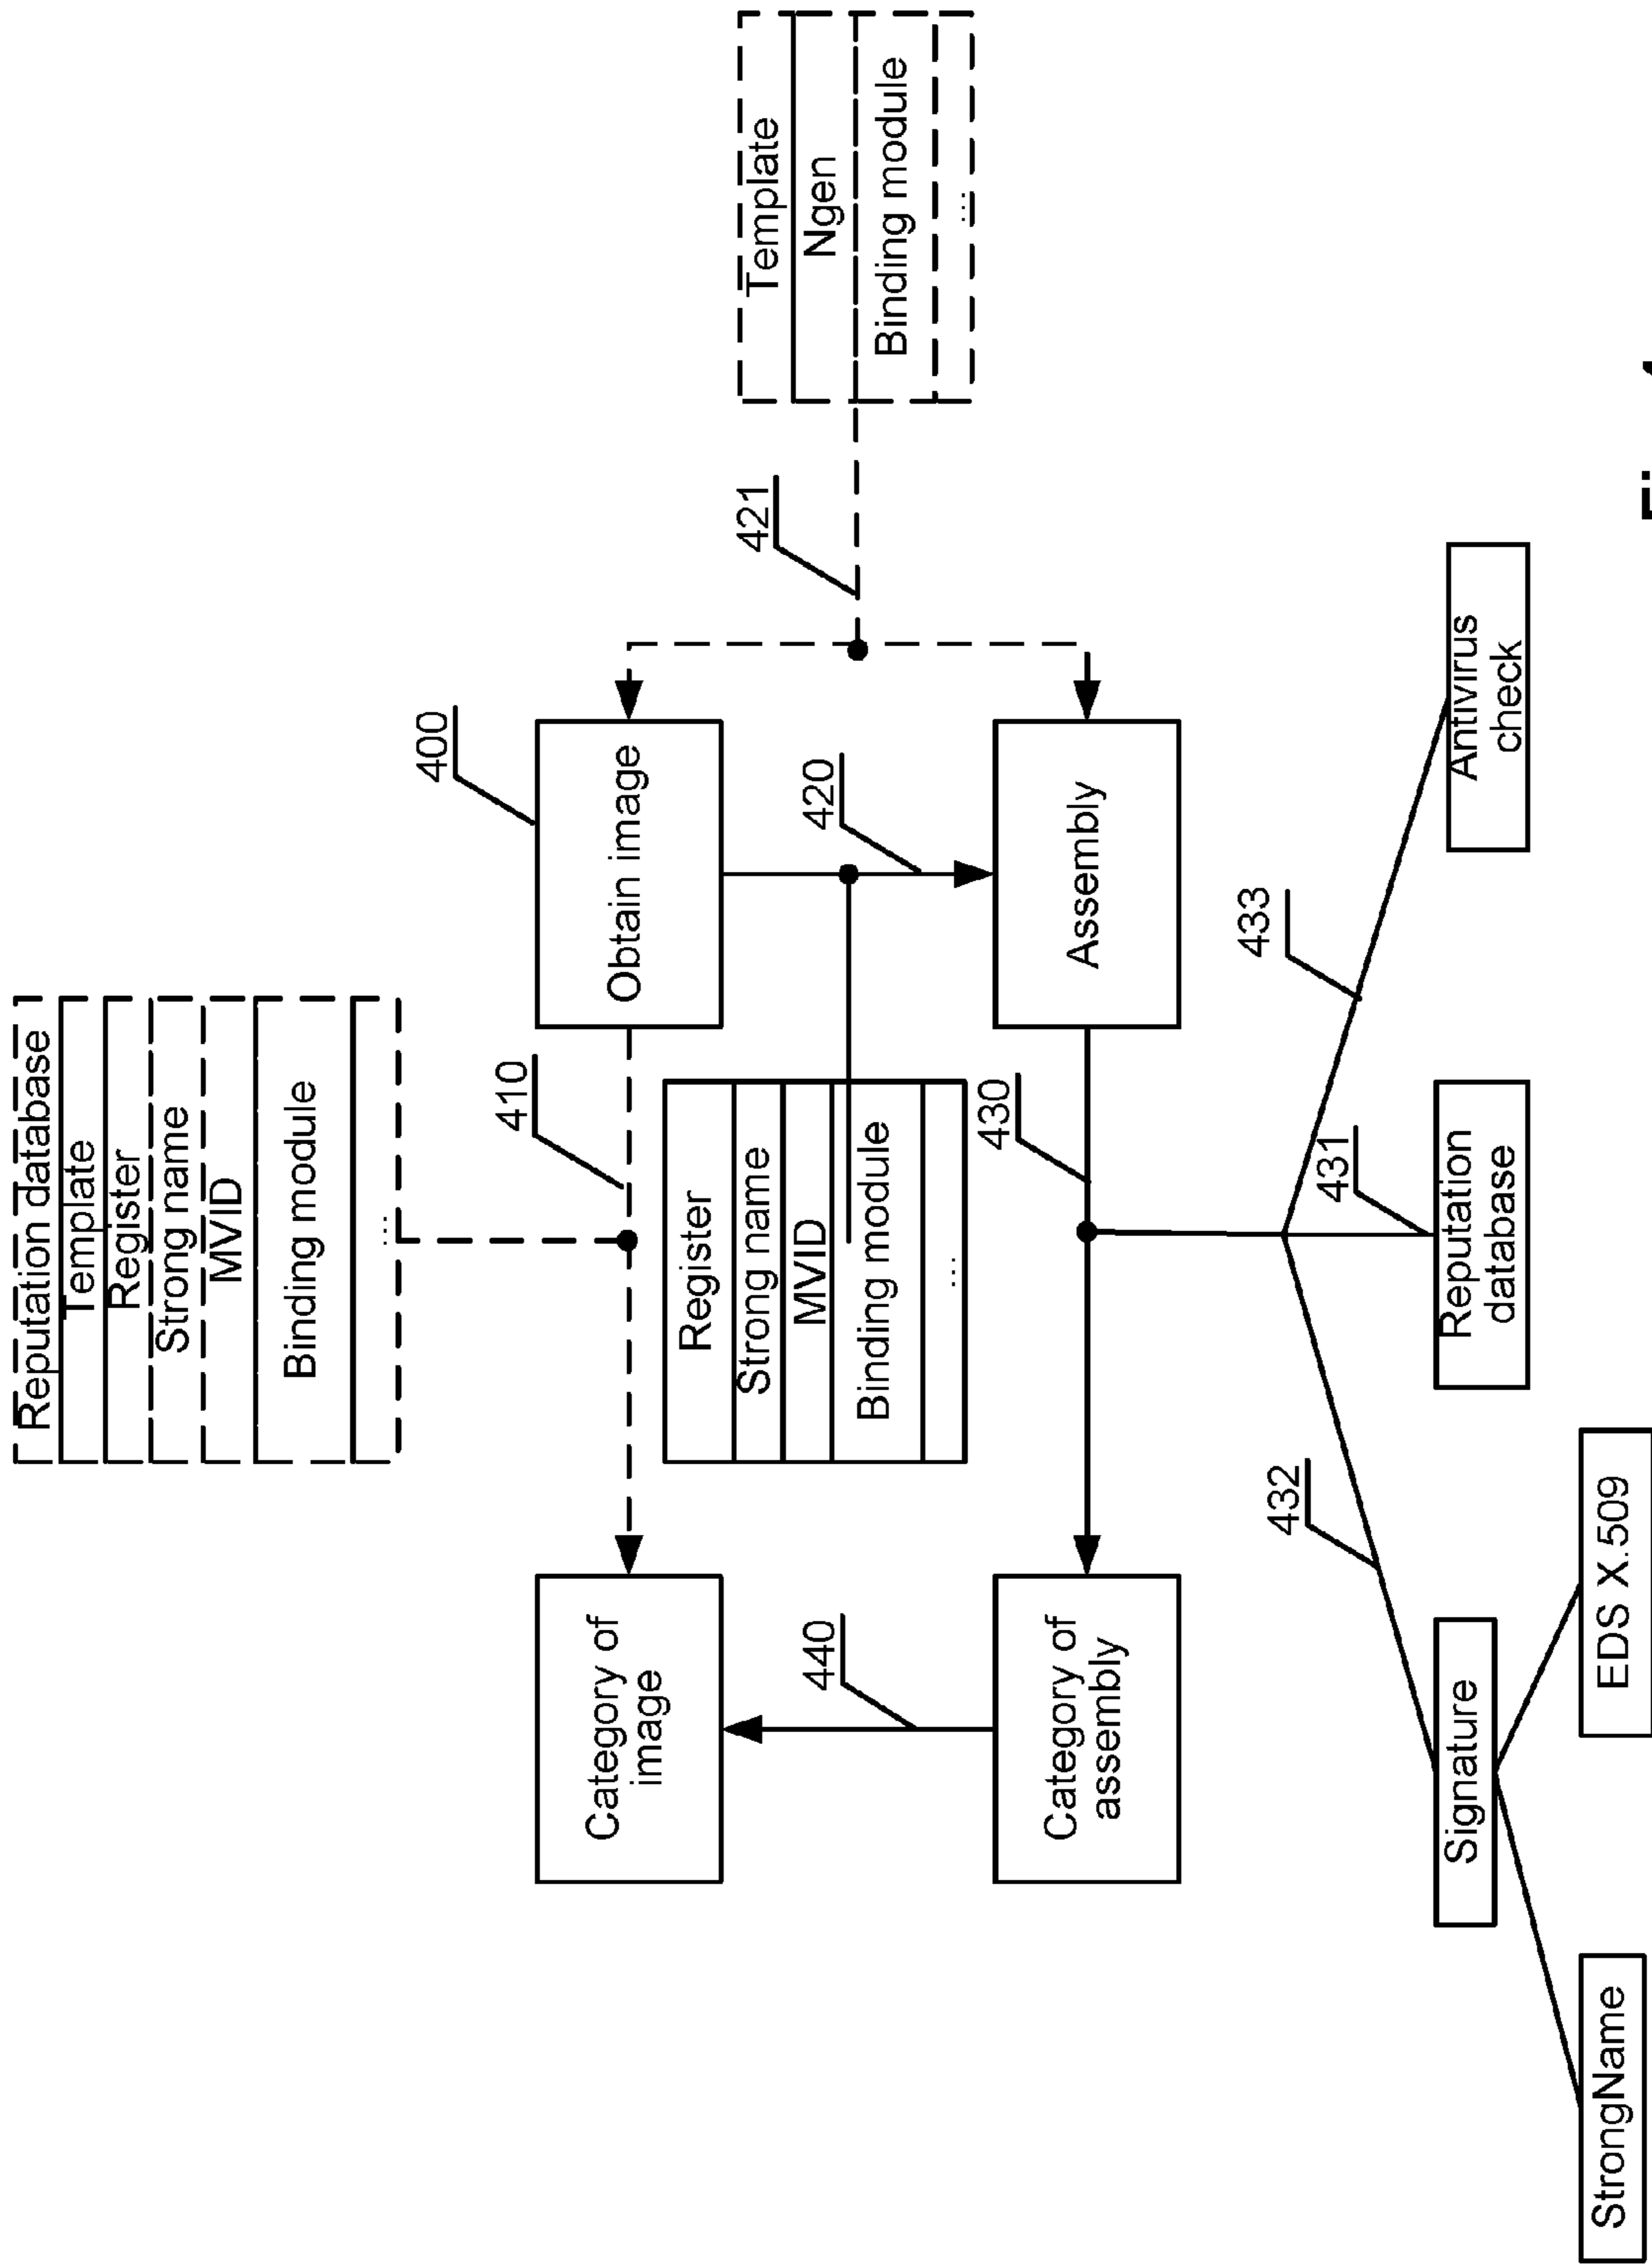 Reputation database
Template
Register
Strong name
MVID
Binding module
...
400
410
Category of
image
Obtain image
Register
Strong name
MVID
Binding module
...
440
420
421
Template
Ngen
Binding module
...
430
Category of
assembly
Assembly
432
431
433
Signature
Reputation
database
Antivirus
check
StrongName
EDS X.509